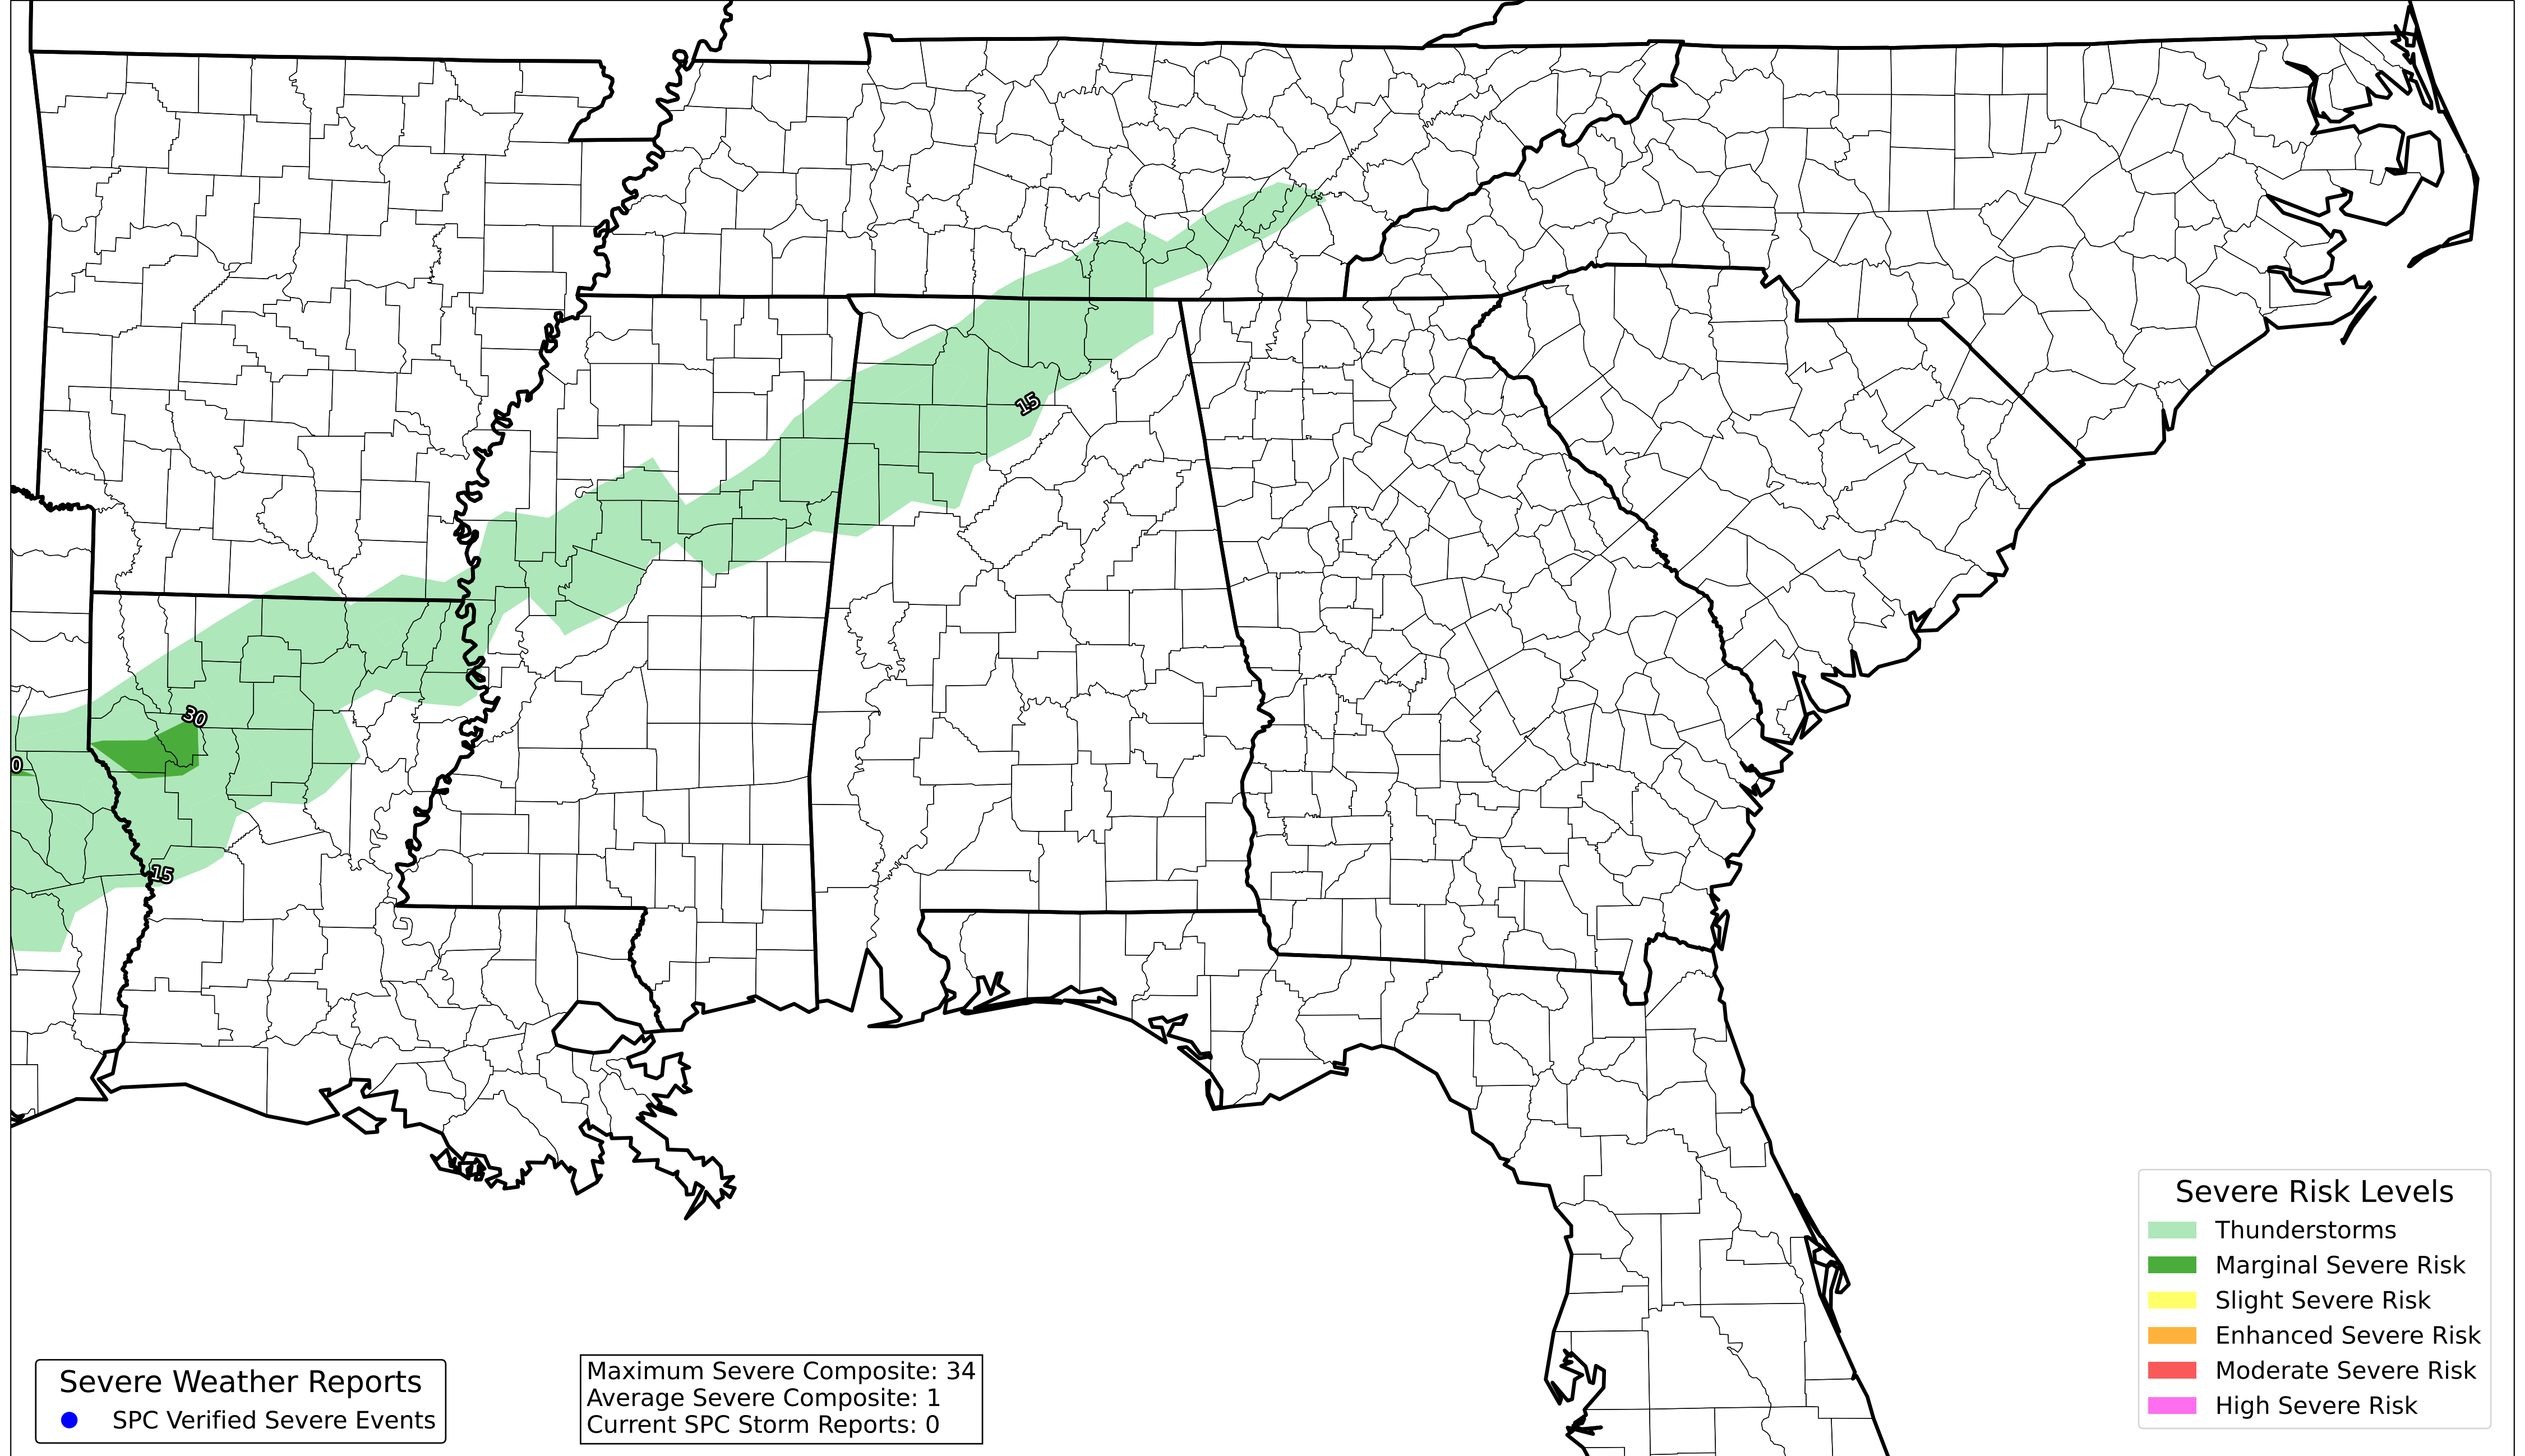 15
30
0
15
Severe Risk Levels
Thunderstorms
Marginal Severe Risk
Slight Severe Risk
Enhanced Severe Risk
Moderate Severe Risk
High Severe Risk
Severe Weather Reports
SPC Verified Severe Events
Maximum Severe Composite: 34
Average Severe Composite: 1
Current SPC Storm Reports: 0